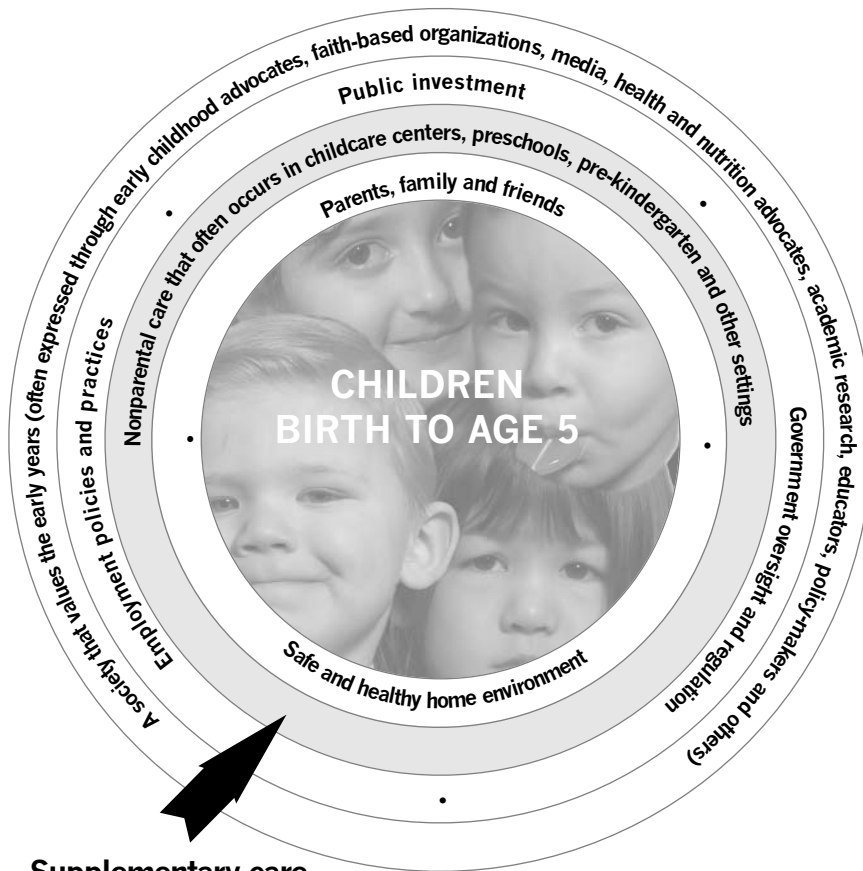 A society that values the early years (often expressed through early childhood advocates, faith-based organizations, media, health and nutrition advocates, academic research, educators, policy-makers and others)
Public investment
Employment policies and practices
Government oversight and regulation
Nonparental care that often occurs in childcare centers, preschools, pre-kindergarten and other settings
Parents, family and friends
CHILDREN
BIRTH TO AGE 5
Safe and healthy home environment
Supplementary care